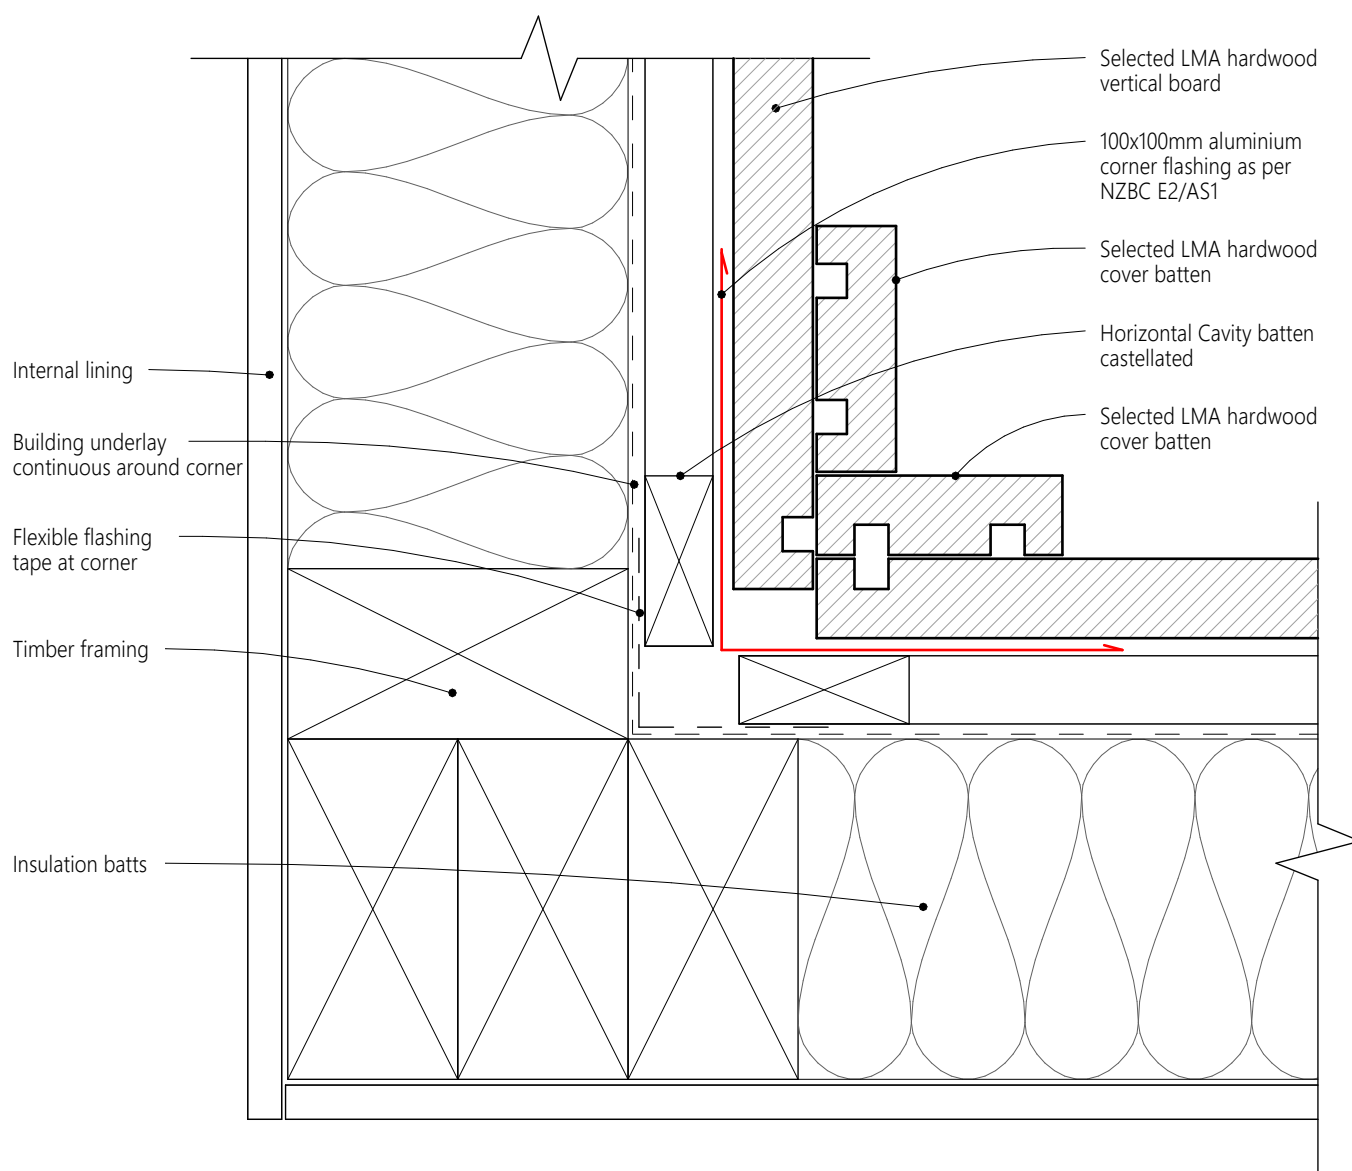 Selected LMA hardwood
vertical board
100x100mm aluminium
corner flashing as per
NZBC E2/AS1
Selected LMA hardwood
cover batten
Horizontal Cavity batten
castellated
Selected LMA hardwood
cover batten
Internal lining
Building underlay
continuous around corner
Flexible flashing
tape at corner
Timber framing
Insulation batts